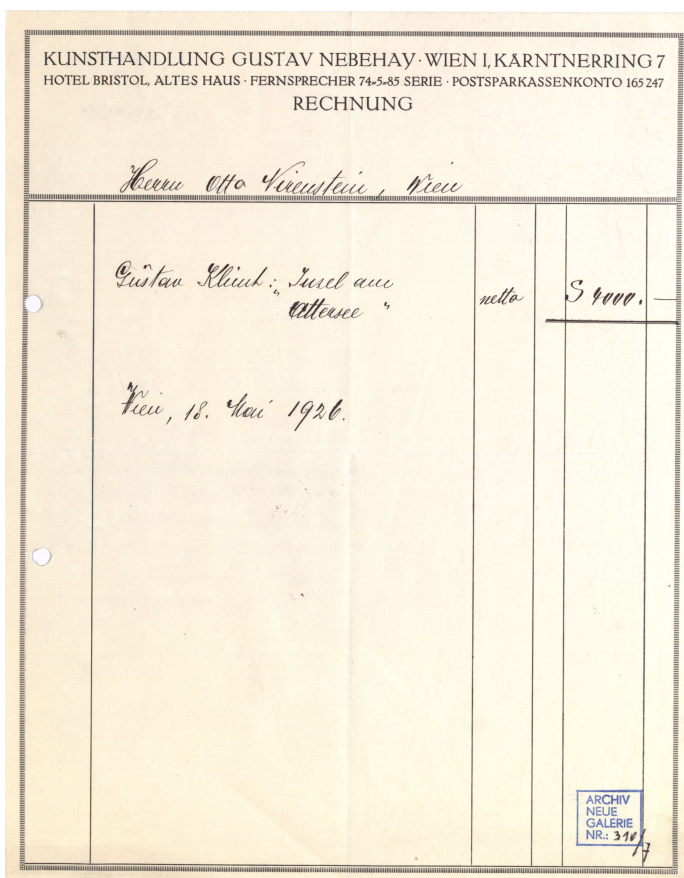 KUNSTHANDLUNG GUSTAV NEBEHAY · WIEN I, KÄRNTNERRING 7
HOTEL BRISTOL, ALTES HAUS · FERNSPRECHER 74=5=85 SERIE · POSTSPARKASSENKONTO 165 247
RECHNUNG
Herrn Otto Nirenstein, Wien
Gustav Klimt: „Insel am netto S 4000.—
Attersee"
Wien, 18. Mai 1926.
ARCHIV
NEUE
GALERIE
NR.: 310/7